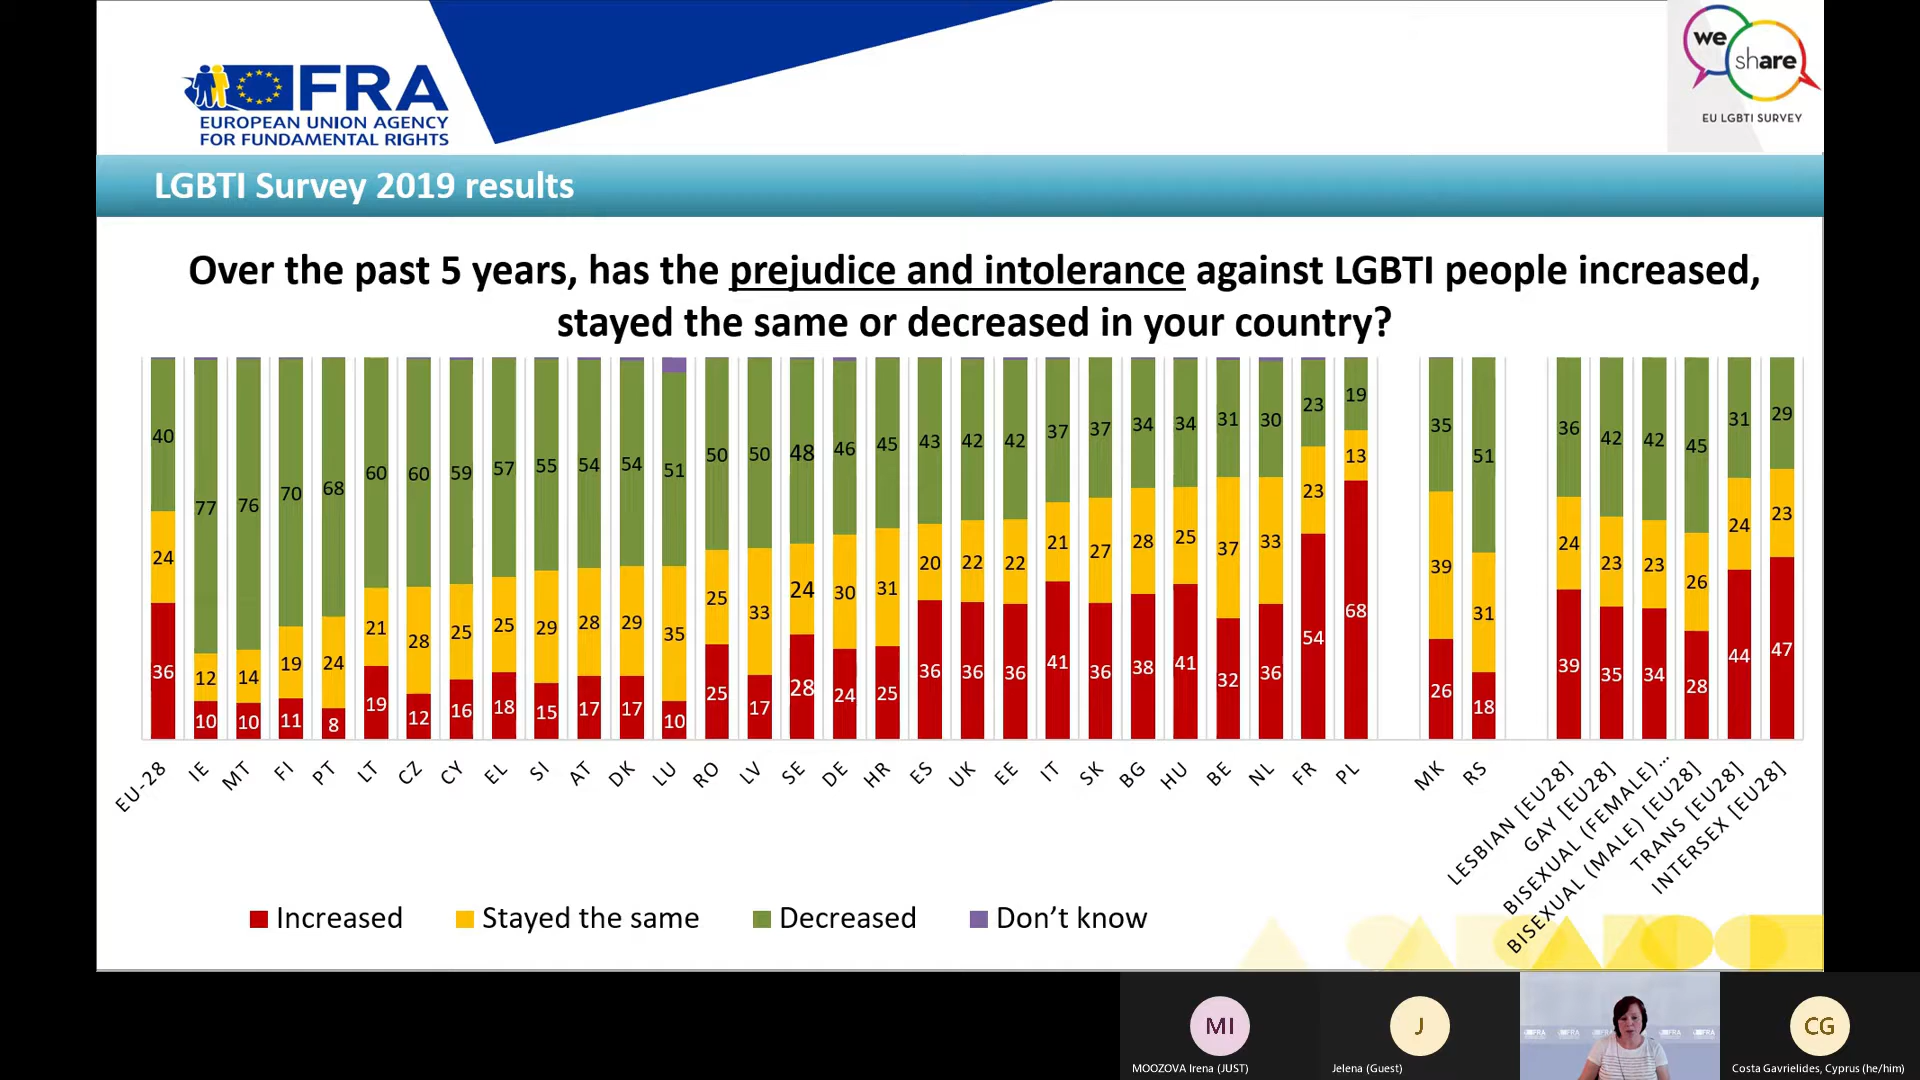 we
share
EU LGBTI SURVEY
FRA
EUROPEAN UNION AGENCY
FOR FUNDAMENTAL RIGHTS
LGBTI Survey 2019 results
Over the past 5 years, has the prejudice and intolerance against LGBTI people increased,
stayed the same or decreased in your country?
40 77 76 70 68 60 60 59 57 55 54 54 51 50 50 48 46 45 43 42 42 37 37 34 34 31 30 23 19 35 51 36 42 42 45 31 29
24 12 14 19 24 21 28 25 25 29 28 29 35 25 33 24 30 31 20 22 22 21 27 28 25 37 33 23 13 39 31 24 23 23 26 24 23
36 10 10 11 8 19 12 16 18 15 17 17 10 25 17 28 24 25 36 36 36 41 36 38 41 32 36 54 68 26 18 39 35 34 28 44 47
EU-28 IE MT FI PT LT CZ CY EL SI AT DK LU RO LV SE DE HR ES UK EE IT SK BG HU BE NL FR PL MK RS
LESBIAN [EU28]
GAY [EU28]
BISEXUAL (FEMALE)...
BISEXUAL (MALE) [EU28]
TRANS [EU28]
INTERSEX [EU28]
Increased Stayed the same Decreased Don't know
MI
J
CG
MOOZOVA Irena (JUST)
Jelena (Guest)
Costa Gavrielides, Cyprus (he/him)